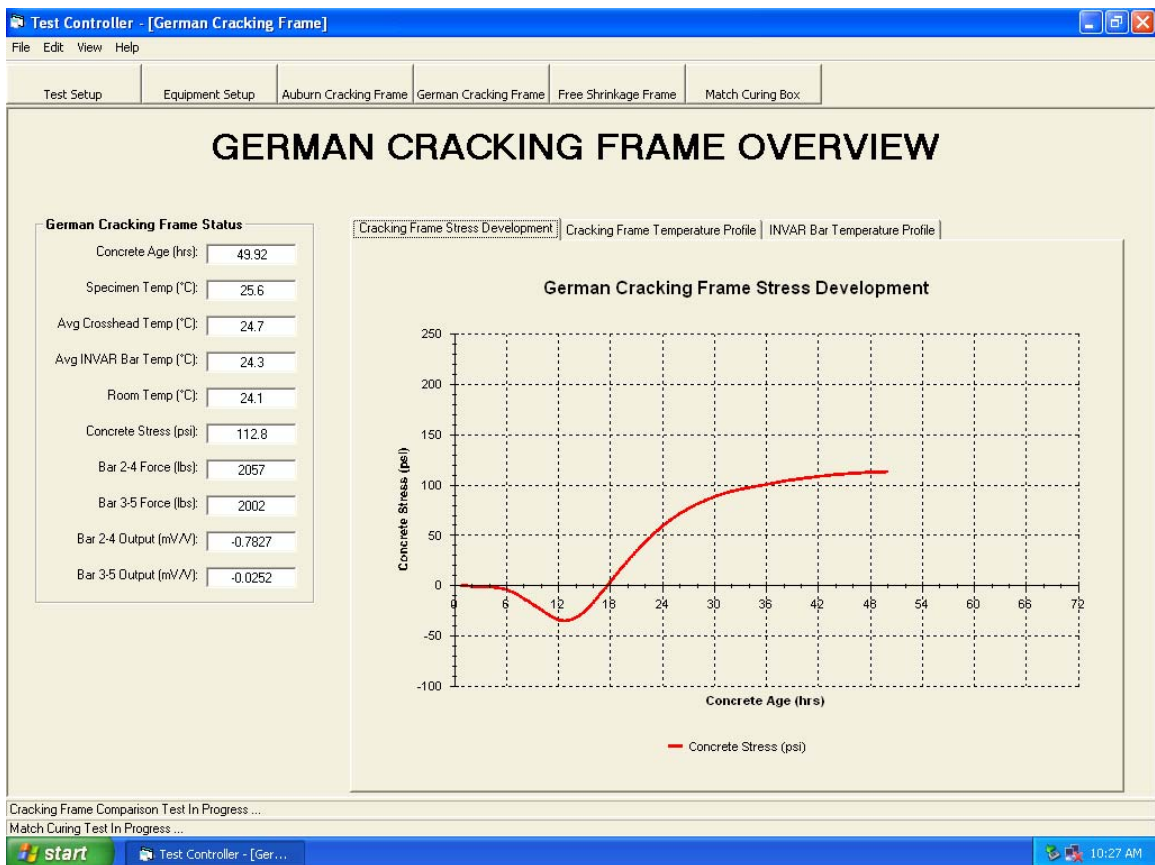 Test Controller - [German Cracking Frame]
File Edit View Help
Test Setup Equipment Setup Auburn Cracking Frame German Cracking Frame Free Shrinkage Frame Match Curing Box
GERMAN CRACKING FRAME OVERVIEW
German Cracking Frame Status
Concrete Age (hrs): 49.92
Specimen Temp (°C): 25.6
Avg Crosshead Temp (°C): 24.7
Avg INVAR Bar Temp (°C): 24.3
Room Temp (°C): 24.1
Concrete Stress (psi): 112.8
Bar 2-4 Force (lbs): 2057
Bar 3-5 Force (lbs): 2002
Bar 2-4 Output (mV/V): -0.7827
Bar 3-5 Output (mV/V): -0.0252
Cracking Frame Stress Development Cracking Frame Temperature Profile INVAR Bar Temperature Profile
German Cracking Frame Stress Development
Concrete Stress (psi)
250
200
150
100
50
0
-50
-100
0 6 12 18 24 30 36 42 48 54 60 66 72
Concrete Age (hrs)
Concrete Stress (psi)
Cracking Frame Comparison Test In Progress ...
Match Curing Test In Progress ...
start Test Controller - [Ger... 10:27 AM